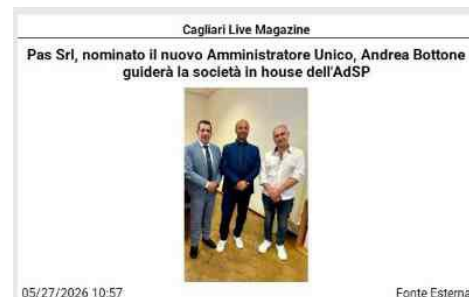 Cagliari Live Magazine
Pas Srl, nominato il nuovo Amministratore Unico, Andrea Bottone
guiderà la società in house dell'AdSP
05/27/2026 10:57
Fonte Esterna